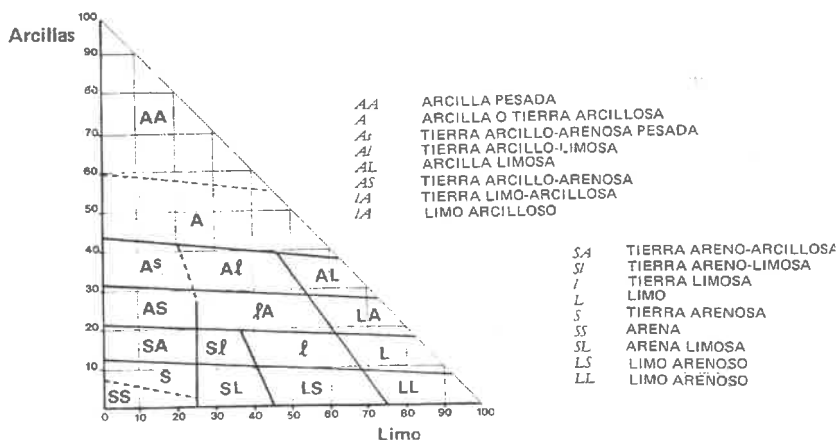 Arcillas
100
90
80
70
60
50
40
30
20
10
AA
A
As
Aℓ
AL
AS
ℓA
LA
SA
Sℓ
ℓ
L
S
SS
SL
LS
LL
0 10 20 30 40 50 60 70 80 90 100
Limo
AA ARCILLA PESADA
A ARCILLA O TIERRA ARCILLOSA
As TIERRA ARCILLO-ARENOSA PESADA
Al TIERRA ARCILLO-LIMOSA
AL ARCILLA LIMOSA
AS TIERRA ARCILLO-ARENOSA
lA TIERRA LIMO-ARCILLOSA
lA LIMO ARCILLOSO
SA TIERRA ARENO-ARCILLOSA
Sl TIERRA ARENO-LIMOSA
l TIERRA LIMOSA
L LIMO
S TIERRA ARENOSA
SS ARENA
SL ARENA LIMOSA
LS LIMO ARENOSO
LL LIMO ARENOSO